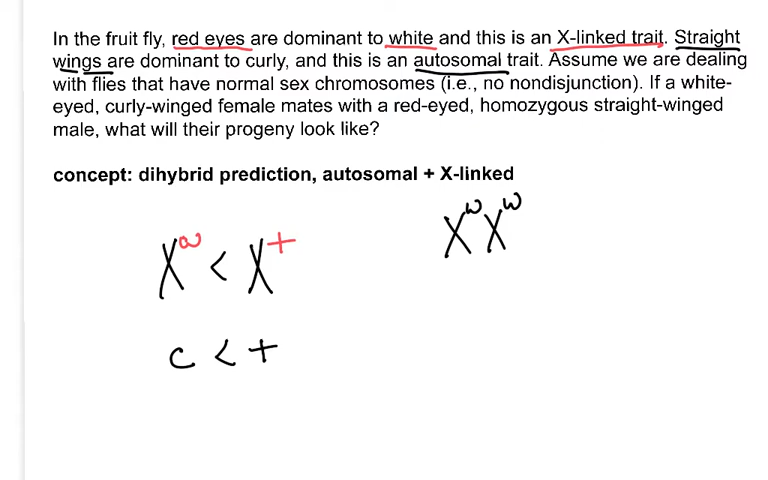 In the fruit fly, red eyes are dominant to white and this is an X-linked trait. Straight
wings are dominant to curly, and this is an autosomal trait. Assume we are dealing
with flies that have normal sex chromosomes (i.e., no nondisjunction). If a white-
eyed, curly-winged female mates with a red-eyed, homozygous straight-winged
male, what will their progeny look like?
concept: dihybrid prediction, autosomal + X-linked
X^w X^w
X^w < X^+
c < +